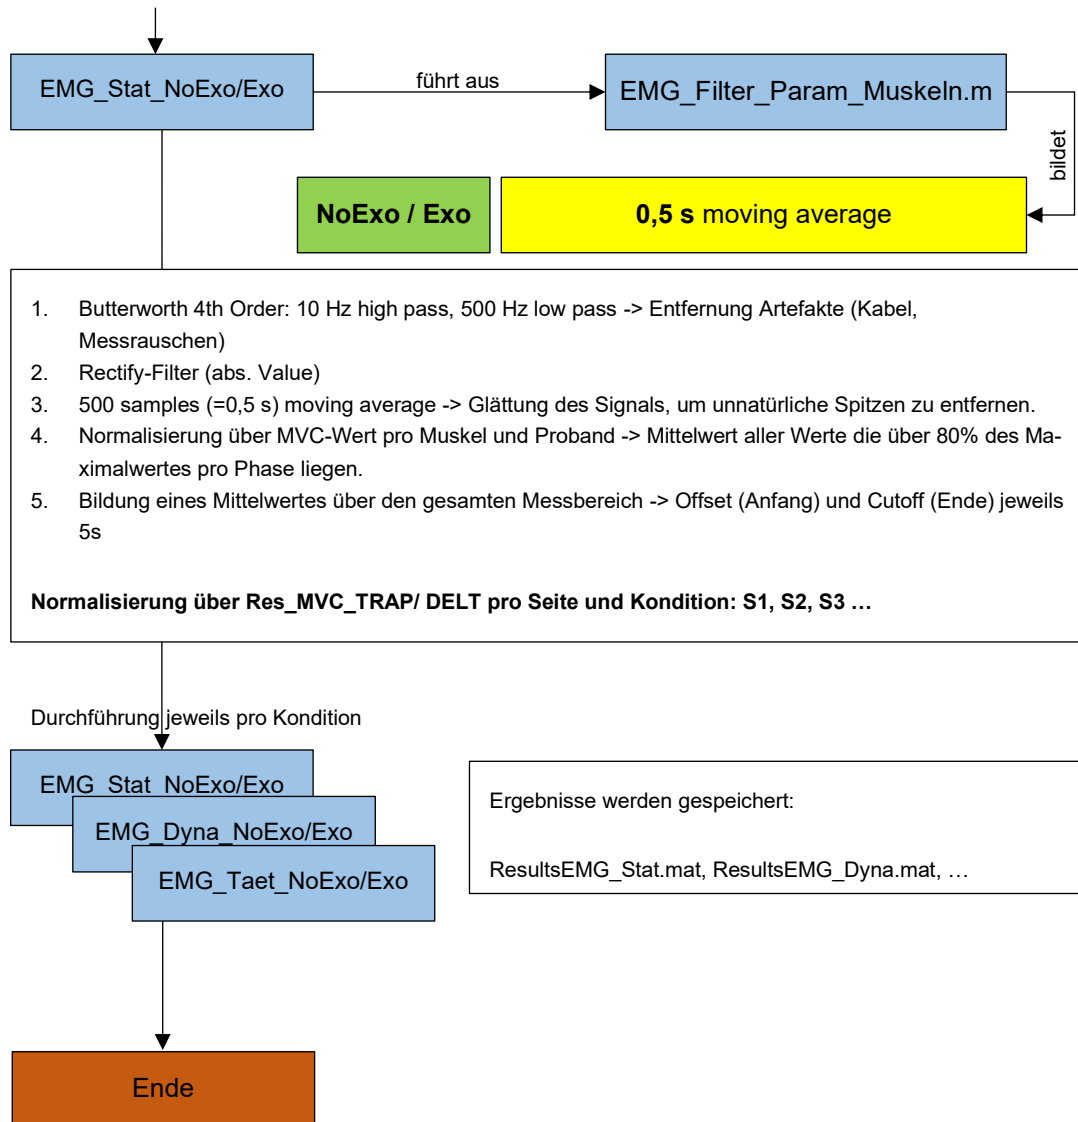 EMG_Stat_NoExo/Exo
führt aus
EMG_Filter_Param_Muskeln.m
bildet
NoExo / Exo
0,5 s moving average
1. Butterworth 4th Order: 10 Hz high pass, 500 Hz low pass -> Entfernung Artefakte (Kabel,
Messrauschen)
2. Rectify-Filter (abs. Value)
3. 500 samples (=0,5 s) moving average -> Glättung des Signals, um unnatürliche Spitzen zu entfernen.
4. Normalisierung über MVC-Wert pro Muskel und Proband -> Mittelwert aller Werte die über 80% des Ma-
ximalwertes pro Phase liegen.
5. Bildung eines Mittelwertes über den gesamten Messbereich -> Offset (Anfang) und Cutoff (Ende) jeweils
5s
Normalisierung über Res_MVC_TRAP/ DELT pro Seite und Kondition: S1, S2, S3 …
Durchführung jeweils pro Kondition
EMG_Stat_NoExo/Exo
EMG_Dyna_NoExo/Exo
EMG_Taet_NoExo/Exo
Ergebnisse werden gespeichert:
ResultsEMG_Stat.mat, ResultsEMG_Dyna.mat, …
Ende